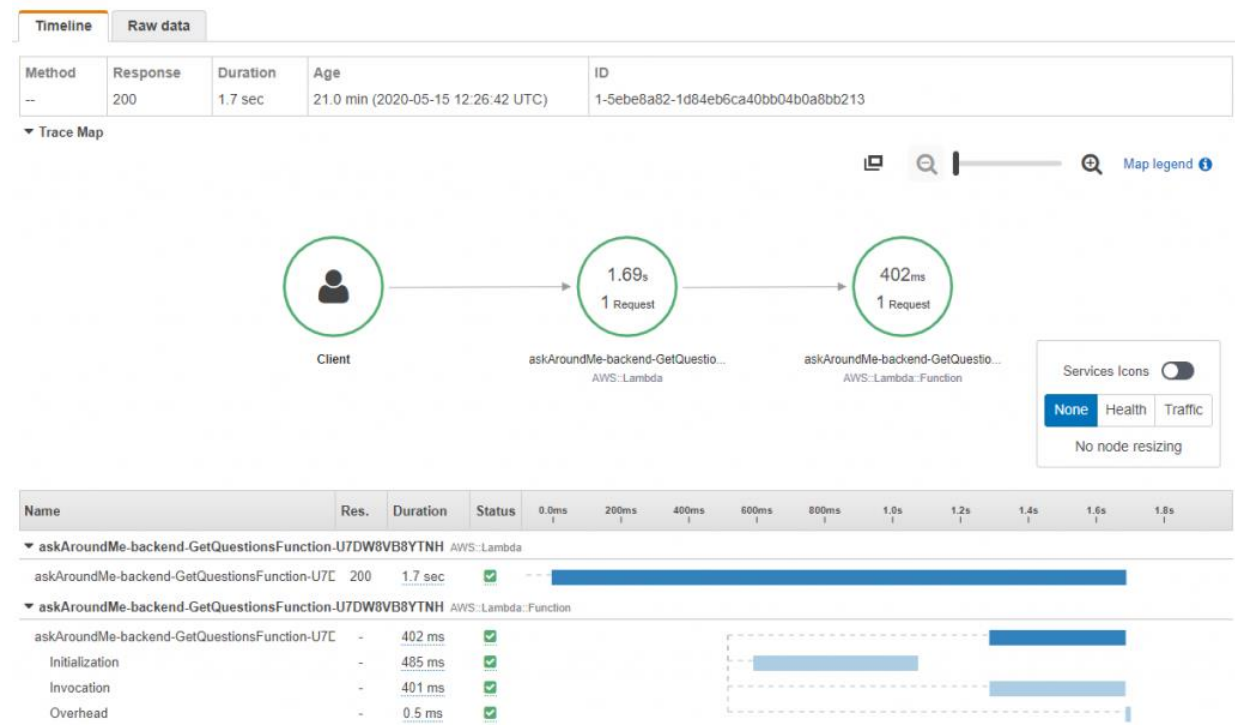 Timeline Raw data
Method Response Duration Age ID
-- 200 1.7 sec 21.0 min (2020-05-15 12:26:42 UTC) 1-5ebe8a82-1d84eb6ca40bb04b0a8bb213
Trace Map
Map legend
1.69s 402ms
1 Request 1 Request
Client askAroundMe-backend-GetQuestio... askAroundMe-backend-GetQuestio...
AWS::Lambda AWS::Lambda::Function
Services Icons
None Health Traffic
No node resizing
Name Res. Duration Status 0.0ms 200ms 400ms 600ms 800ms 1.0s 1.2s 1.4s 1.6s 1.8s
askAroundMe-backend-GetQuestionsFunction-U7DW8VB8YTNH AWS::Lambda
askAroundMe-backend-GetQuestionsFunction-U7D 200 1.7 sec
askAroundMe-backend-GetQuestionsFunction-U7DW8VB8YTNH AWS::Lambda::Function
askAroundMe-backend-GetQuestionsFunction-U7D - 402 ms
Initialization - 485 ms
Invocation - 401 ms
Overhead - 0.5 ms